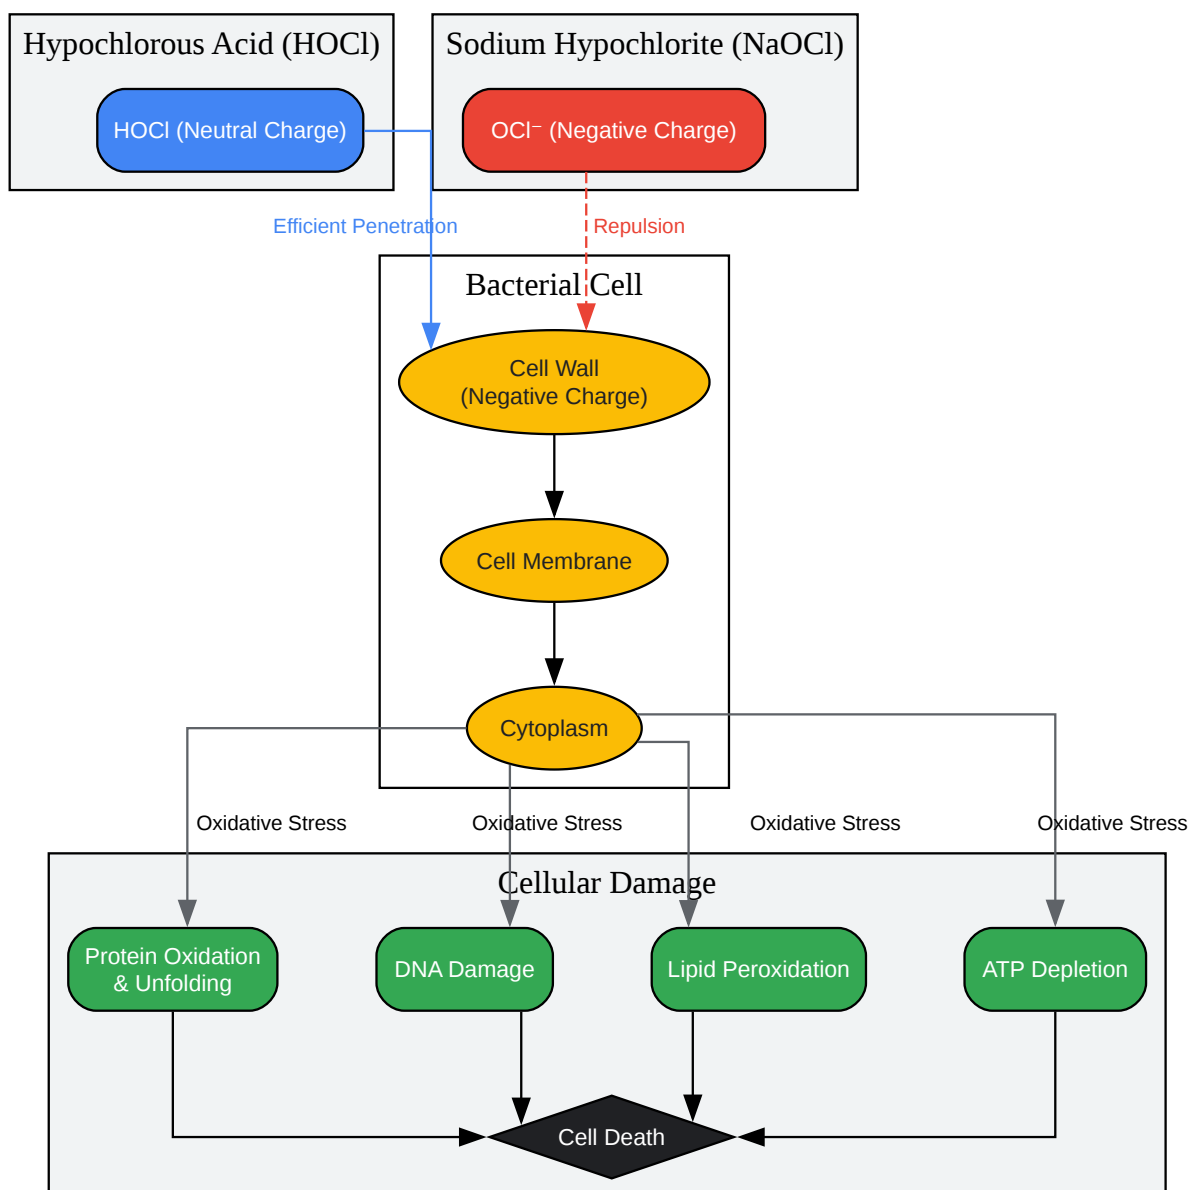 Hypochlorous Acid (HOCl)
Sodium Hypochlorite (NaOCl)
HOCl (Neutral Charge)
OCl⁻ (Negative Charge)
Efficient Penetration
Repulsion
Bacterial Cell
Cell Wall
(Negative Charge)
Cell Membrane
Cytoplasm
Oxidative Stress
Oxidative Stress
Oxidative Stress
Oxidative Stress
Cellular Damage
Protein Oxidation
& Unfolding
DNA Damage
Lipid Peroxidation
ATP Depletion
Cell Death